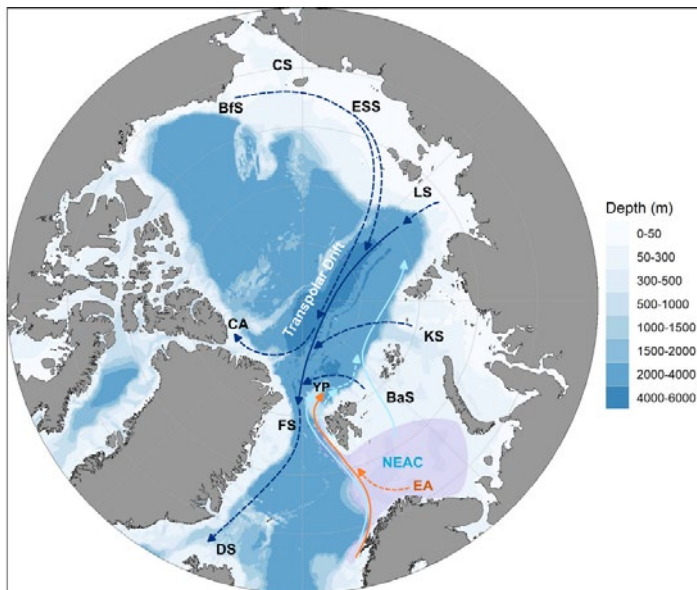 CS
BfS
ESS
LS
Transpolar Drift
CA
KS
YP
BaS
FS
NEAC
EA
DS
Depth (m)
0-50
50-300
300-500
500-1000
1000-1500
1500-2000
2000-4000
4000-6000